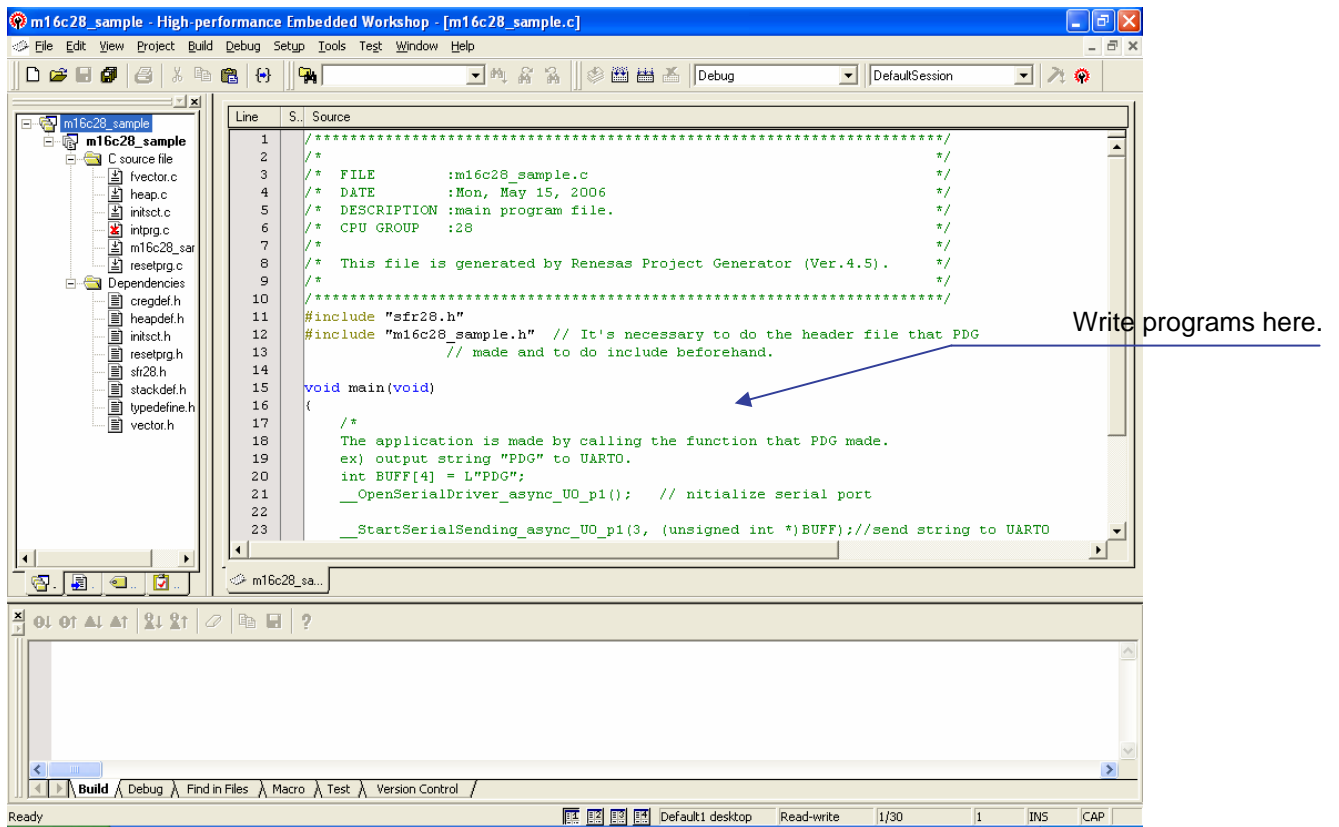 m16c28_sample - High-performance Embedded Workshop - [m16c28_sample.c]
File Edit View Project Build Debug Setup Tools Test Window Help
Debug DefaultSession
m16c28_sample
m16c28_sample
C source file
fvector.c
heap.c
initsct.c
intprg.c
m16c28_sar
resetprg.c
Dependencies
cregdef.h
heapdef.h
initsct.h
resetprg.h
sfr28.h
stackdef.h
typedefine.h
vector.h
Line S.. Source
1 /***********************************************************************/
2 /* */
3 /* FILE :m16c28_sample.c */
4 /* DATE :Mon, May 15, 2006 */
5 /* DESCRIPTION :main program file. */
6 /* CPU GROUP :28 */
7 /* */
8 /* This file is generated by Renesas Project Generator (Ver.4.5). */
9 /* */
10 /***********************************************************************/
11 #include "sfr28.h"
12 #include "m16c28_sample.h" // It's necessary to do the header file that PDG
13 // made and to do include beforehand.
14
15 void main(void)
16 {
17 /*
18 The application is made by calling the function that PDG made.
19 ex) output string "PDG" to UART0.
20 int BUFF[4] = L"PDG";
21 __OpenSerialDriver_async_U0_p1(); // nitialize serial port
22
23 __StartSerialSending_async_U0_p1(3, (unsigned int *)BUFF);//send string to UART0
Write programs here.
m16c28_sa...
Build Debug Find in Files Macro Test Version Control
Ready Default1 desktop Read-write 1/30 1 INS CAP